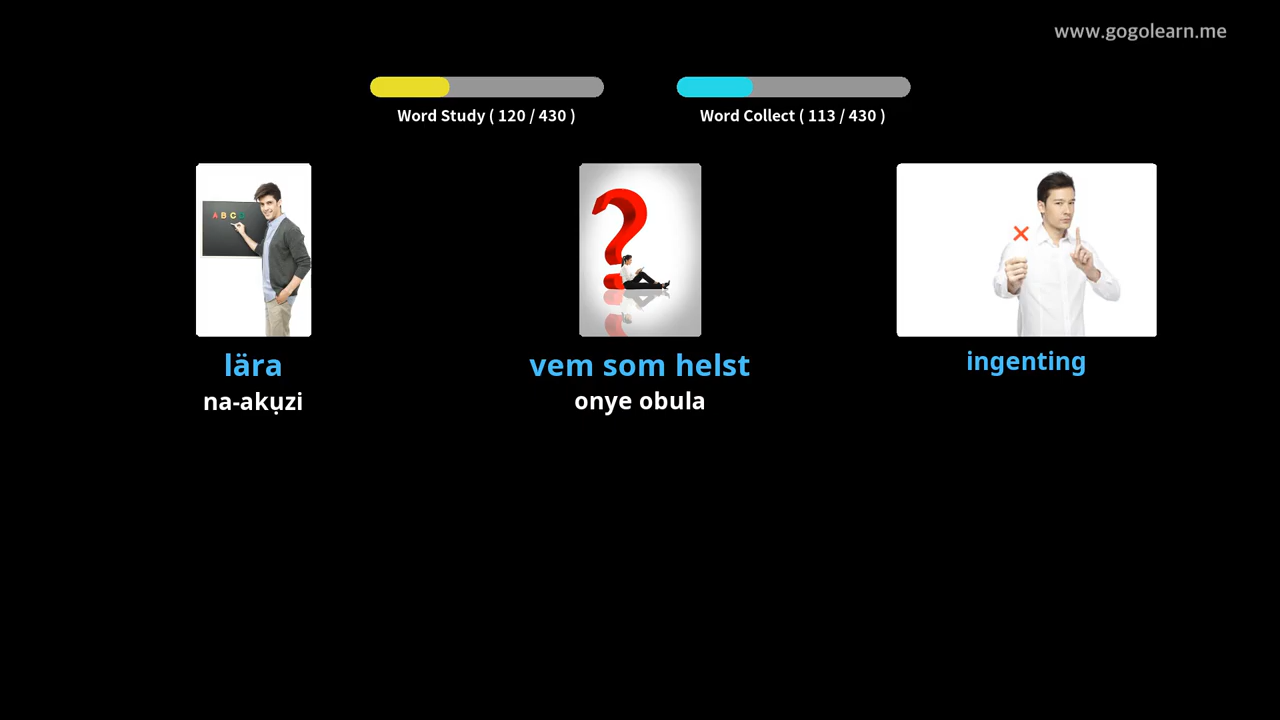 www.gogolearn.me
Word Study ( 120 / 430 )
Word Collect ( 113 / 430 )
A B C D
lära
na-akụzi
vem som helst
onye obula
ingenting